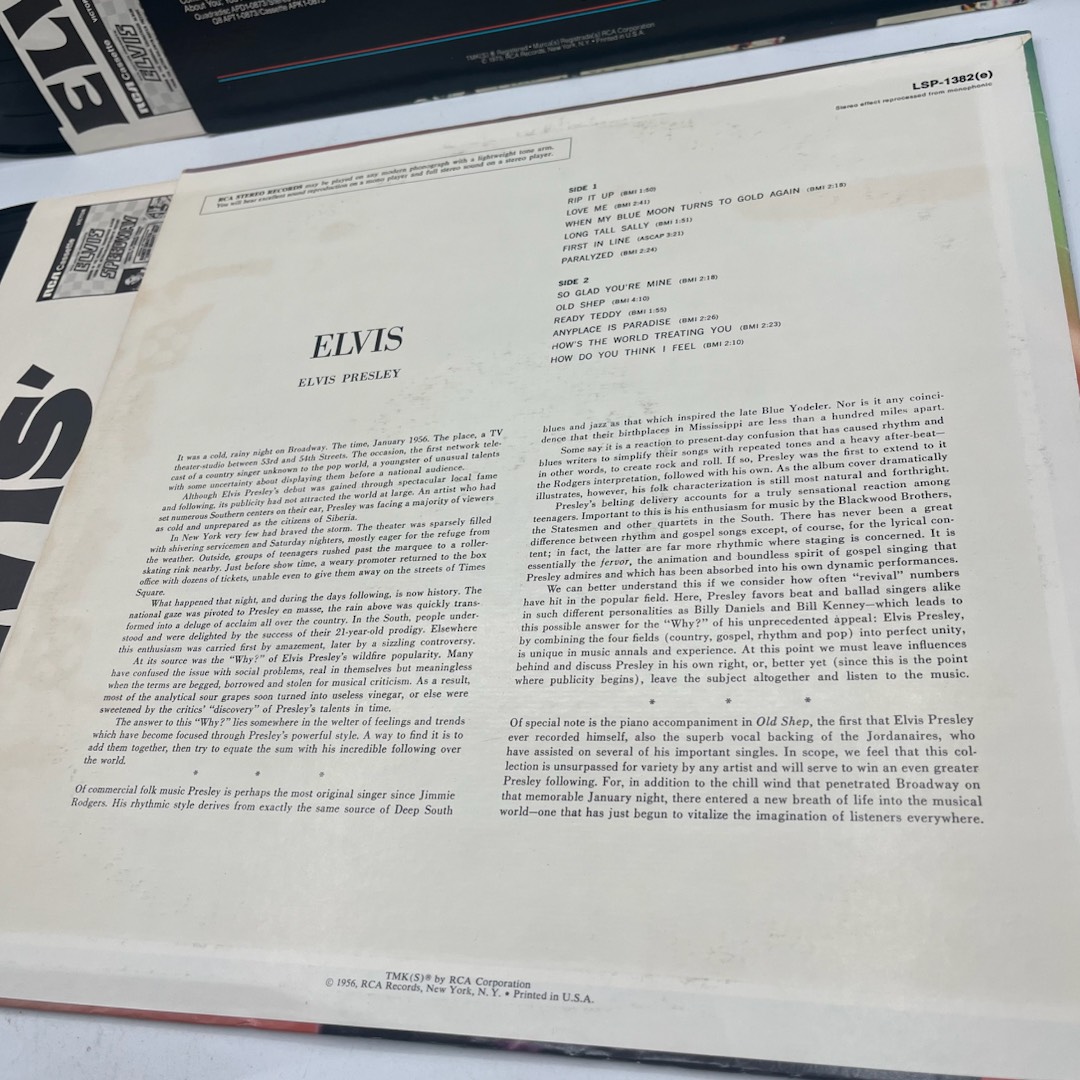 About You; You
Quadradisc APD1-0873/Ste
Q8 APT1-0873/Cassette APK1-0873
TMK(S) ® Registered • Marca(s) Registrada(s) RCA Corporation
© 1975, RCA Records, New York, N.Y. • Printed in U.S.A.
RCA Cassette
ELVIS
RCA Cassette
ELVIS
SPEEDWAY
LSP-1382(e)
Stereo effect reprocessed from monophonic
RCA STEREO RECORDS may be played on any modern phonograph with a lightweight tone arm.
You will hear excellent sound reproduction on a mono player and full stereo sound on a stereo player.
SIDE 1
RIP IT UP (BMI 1:50)
LOVE ME (BMI 2:41)
WHEN MY BLUE MOON TURNS TO GOLD AGAIN (BMI 2:18)
LONG TALL SALLY (BMI 1:51)
FIRST IN LINE (ASCAP 3:21)
PARALYZED (BMI 2:24)
SIDE 2
SO GLAD YOU'RE MINE (BMI 2:18)
OLD SHEP (BMI 4:10)
READY TEDDY (BMI 1:55)
ANYPLACE IS PARADISE (BMI 2:26)
HOW'S THE WORLD TREATING YOU (BMI 2:23)
HOW DO YOU THINK I FEEL (BMI 2:10)
ELVIS
ELVIS PRESLEY
It was a cold, rainy night on Broadway. The time, January 1956. The place, a TV
theater-studio between 53rd and 54th Streets. The occasion, the first network tele-
cast of a country singer unknown to the pop world, a youngster of unusual talents
with some uncertainty about displaying them before a national audience.
Although Elvis Presley's debut was gained through spectacular local fame
and following, its publicity had not attracted the world at large. An artist who had
set numerous Southern centers on their ear, Presley was facing a majority of viewers
as cold and unprepared as the citizens of Siberia.
In New York very few had braved the storm. The theater was sparsely filled
with shivering servicemen and Saturday nighters, mostly eager for the refuge from
the weather. Outside, groups of teenagers rushed past the marquee to a roller-
skating rink nearby. Just before show time, a weary promoter returned to the box
office with dozens of tickets, unable even to give them away on the streets of Times
Square.
What happened that night, and during the days following, is now history. The
national gaze was pivoted to Presley en masse, the rain above was quickly trans-
formed into a deluge of acclaim all over the country. In the South, people under-
stood and were delighted by the success of their 21-year-old prodigy. Elsewhere
this enthusiasm was carried first by amazement, later by a sizzling controversy.
At its source was the "Why?" of Elvis Presley's wildfire popularity. Many
have confused the issue with social problems, real in themselves but meaningless
when the terms are begged, borrowed and stolen for musical criticism. As a result,
most of the analytical sour grapes soon turned into useless vinegar, or else were
sweetened by the critics' "discovery" of Presley's talents in time.
The answer to this "Why?" lies somewhere in the welter of feelings and trends
which have become focused through Presley's powerful style. A way to find it is to
add them together, then try to equate the sum with his incredible following over
the world.
* * *
Of commercial folk music Presley is perhaps the most original singer since Jimmie
Rodgers. His rhythmic style derives from exactly the same source of Deep South
blues and jazz as that which inspired the late Blue Yodeler. Nor is it any coinci-
dence that their birthplaces in Mississippi are less than a hundred miles apart.
Some say it is a reaction to present-day confusion that has caused rhythm and
blues writers to simplify their songs with repeated tones and a heavy after-beat—
in other words, to create rock and roll. If so, Presley was the first to extend to it
the Rodgers interpretation, followed with his own. As the album cover dramatically
illustrates, however, his folk characterization is still most natural and forthright.
Presley's belting delivery accounts for a truly sensational reaction among
teenagers. Important to this is his enthusiasm for music by the Blackwood Brothers,
the Statesmen and other quartets in the South. There has never been a great
difference between rhythm and gospel songs except, of course, for the lyrical con-
tent; in fact, the latter are far more rhythmic where staging is concerned. It is
essentially the fervor, the animation and boundless spirit of gospel singing that
Presley admires and which has been absorbed into his own dynamic performances.
We can better understand this if we consider how often "revival" numbers
have hit in the popular field. Here, Presley favors beat and ballad singers alike
in such different personalities as Billy Daniels and Bill Kenney—which leads to
this possible answer for the "Why?" of his unprecedented appeal: Elvis Presley,
by combining the four fields (country, gospel, rhythm and pop) into perfect unity,
is unique in music annals and experience. At this point we must leave influences
behind and discuss Presley in his own right, or, better yet (since this is the point
where publicity begins), leave the subject altogether and listen to the music.
* * *
Of special note is the piano accompaniment in Old Shep, the first that Elvis Presley
ever recorded himself, also the superb vocal backing of the Jordanaires, who
have assisted on several of his important singles. In scope, we feel that this col-
lection is unsurpassed for variety by any artist and will serve to win an even greater
Presley following. For, in addition to the chill wind that penetrated Broadway on
that memorable January night, there entered a new breath of life into the musical
world—one that has just begun to vitalize the imagination of listeners everywhere.
TMK(S)® by RCA Corporation
© 1956, RCA Records, New York, N.Y. • Printed in U.S.A.